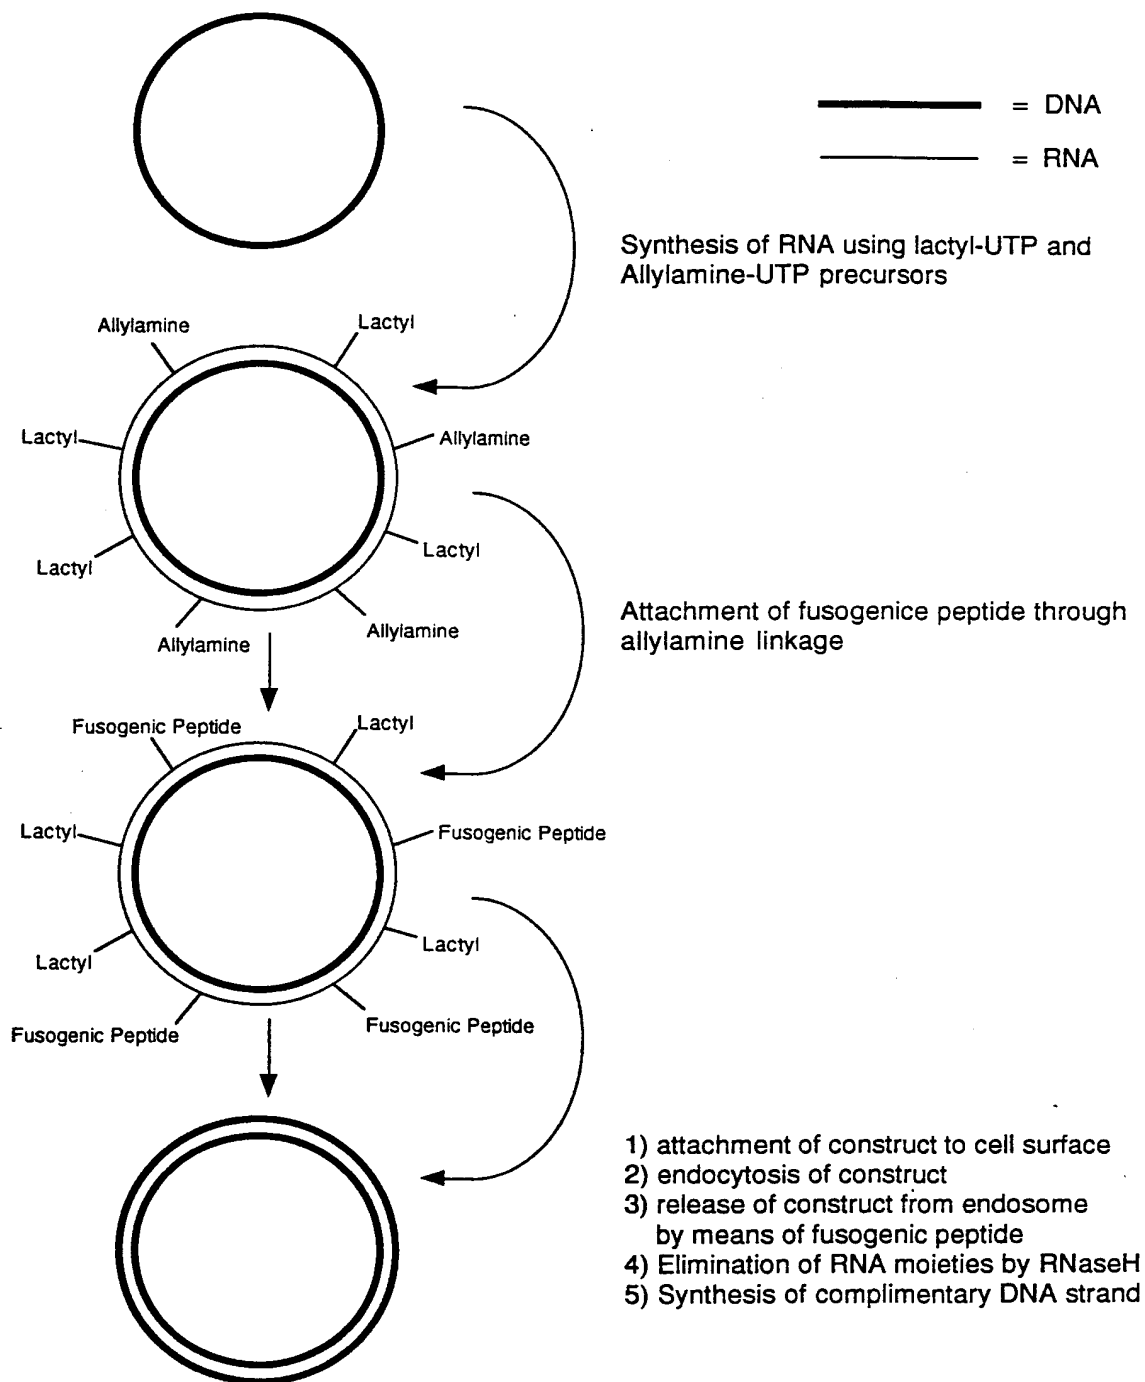 = DNA
= RNA
Synthesis of RNA using lactyl-UTP and
Allylamine-UTP precursors
Allylamine
Lactyl
Lactyl
Allylamine
Lactyl
Lactyl
Allylamine
Allylamine
Attachment of fusogenice peptide through
allylamine linkage
Fusogenic Peptide
Lactyl
Lactyl
Fusogenic Peptide
Lactyl
Lactyl
Fusogenic Peptide
Fusogenic Peptide
1) attachment of construct to cell surface
2) endocytosis of construct
3) release of construct from endosome
by means of fusogenic peptide
4) Elimination of RNA moieties by RNaseH
5) Synthesis of complimentary DNA strand